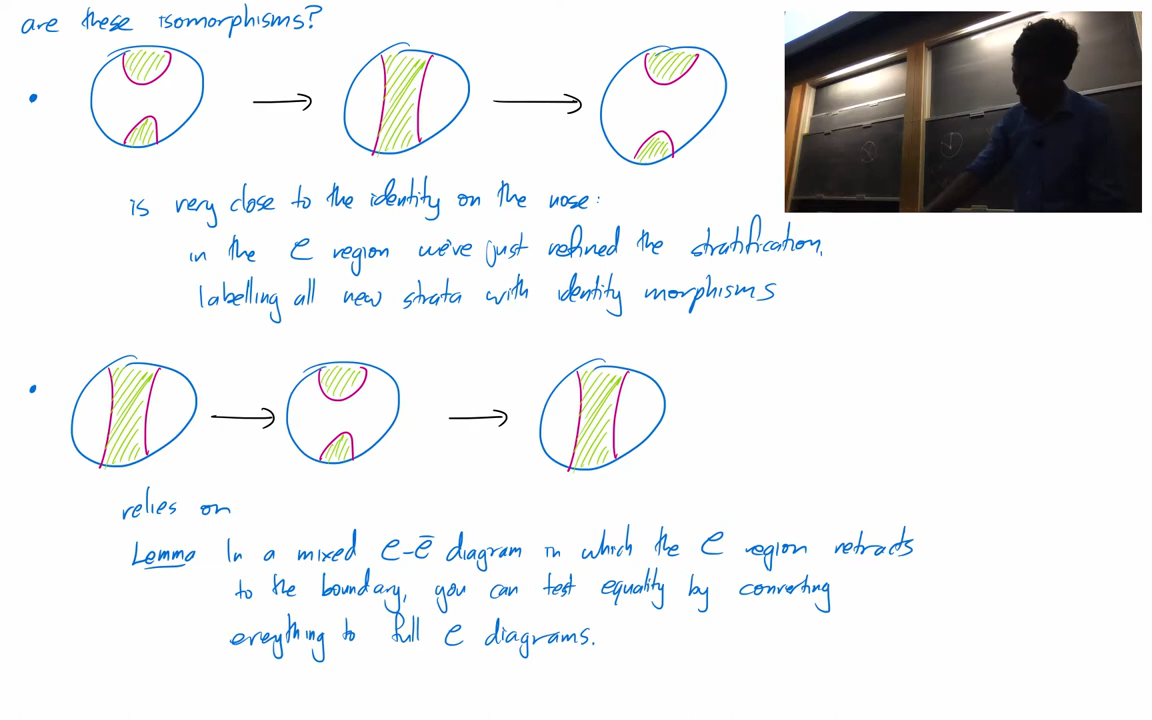 are these isomorphisms?
is very close to the identity on the nose:
in the C region we've just refined the stratification,
labelling all new strata with identity morphisms
relies on
Lemma In a mixed C-C̄ diagram in which the C region retracts
to the boundary, you can test equality by converting
ereything to full C diagrams.